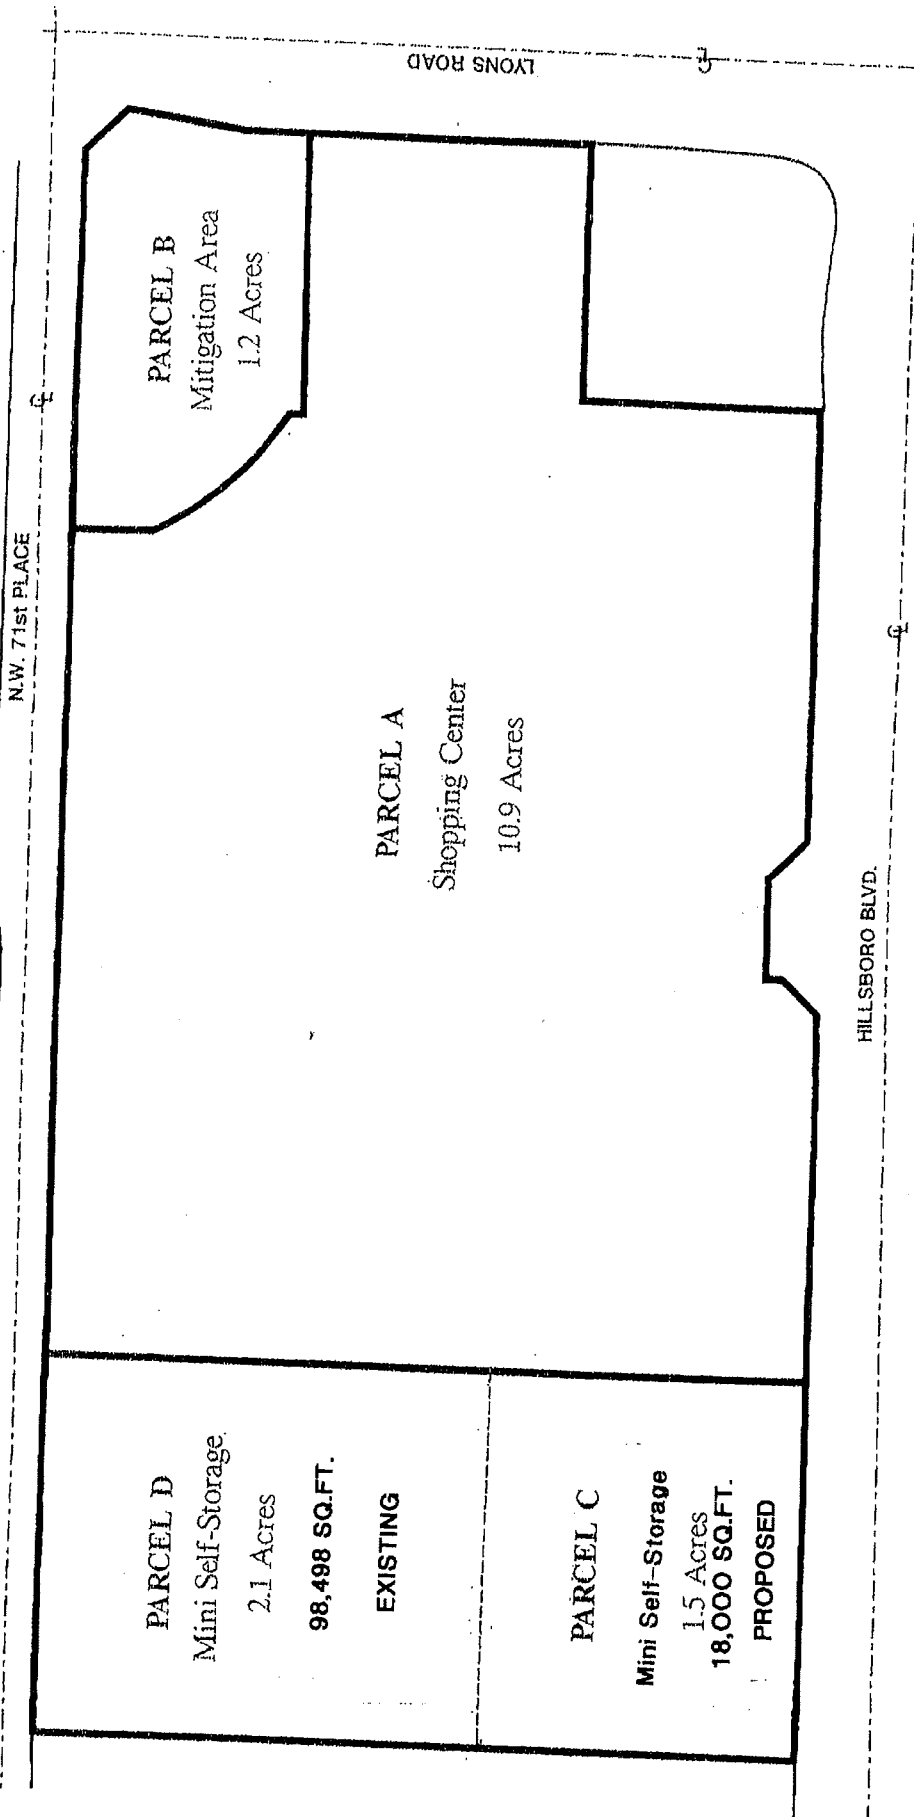 N.W. 71st PLACE
LYONS ROAD
PARCEL B
Mitigation Area
1.2 Acres
PARCEL A
Shopping Center
10.9 Acres
PARCEL D
Mini Self-Storage
2.1 Acres
98,498 SQ.FT.
EXISTING
PARCEL C
Mini Self-Storage
1.5 Acres
18,000 SQ.FT.
PROPOSED
HILLSBORO BLVD.